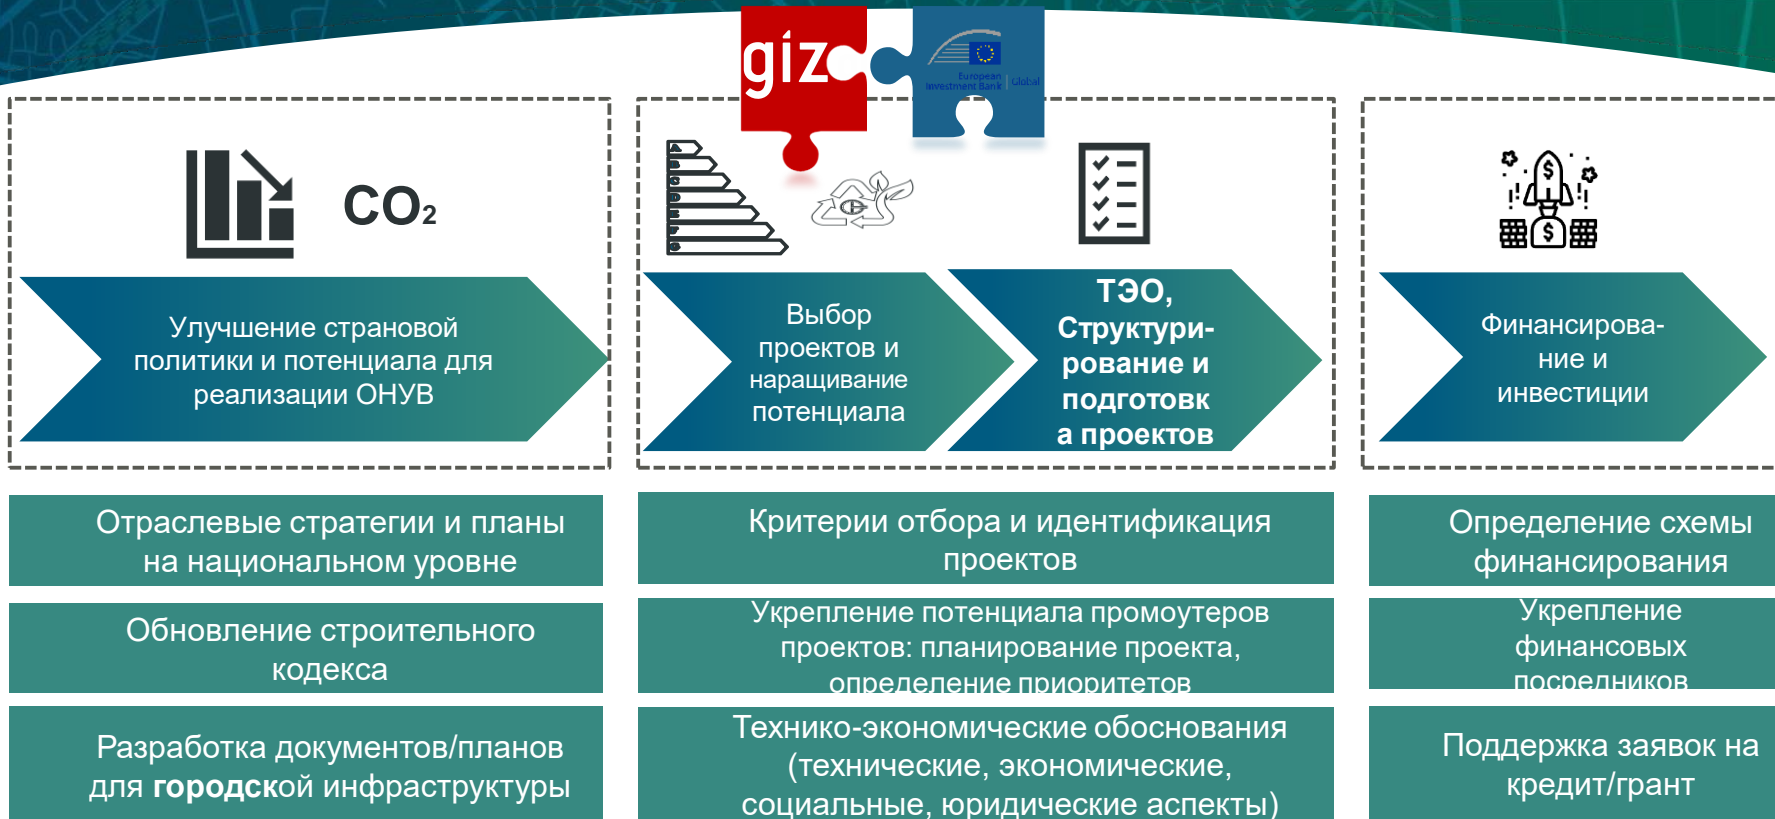 giz
European
Investment Bank | Global
A
B
C
D
E
F
G
CO₂
Улучшение страновой
политики и потенциала для
реализации ОНУВ
Выбор
проектов и
наращивание
потенциала
ТЭО,
Структури-
рование и
подготовк
а проектов
$
$
Финансирова-
ние и
инвестиции
Отраслевые стратегии и планы
на национальном уровне
Обновление строительного
кодекса
Разработка документов/планов
для городской инфраструктуры
Критерии отбора и идентификация
проектов
Укрепление потенциала промоутеров
проектов: планирование проекта,
определение приоритетов
Технико-экономические обоснования
(технические, экономические,
социальные, юридические аспекты)
Определение схемы
финансирования
Укрепление
финансовых
посредников
Поддержка заявок на
кредит/грант